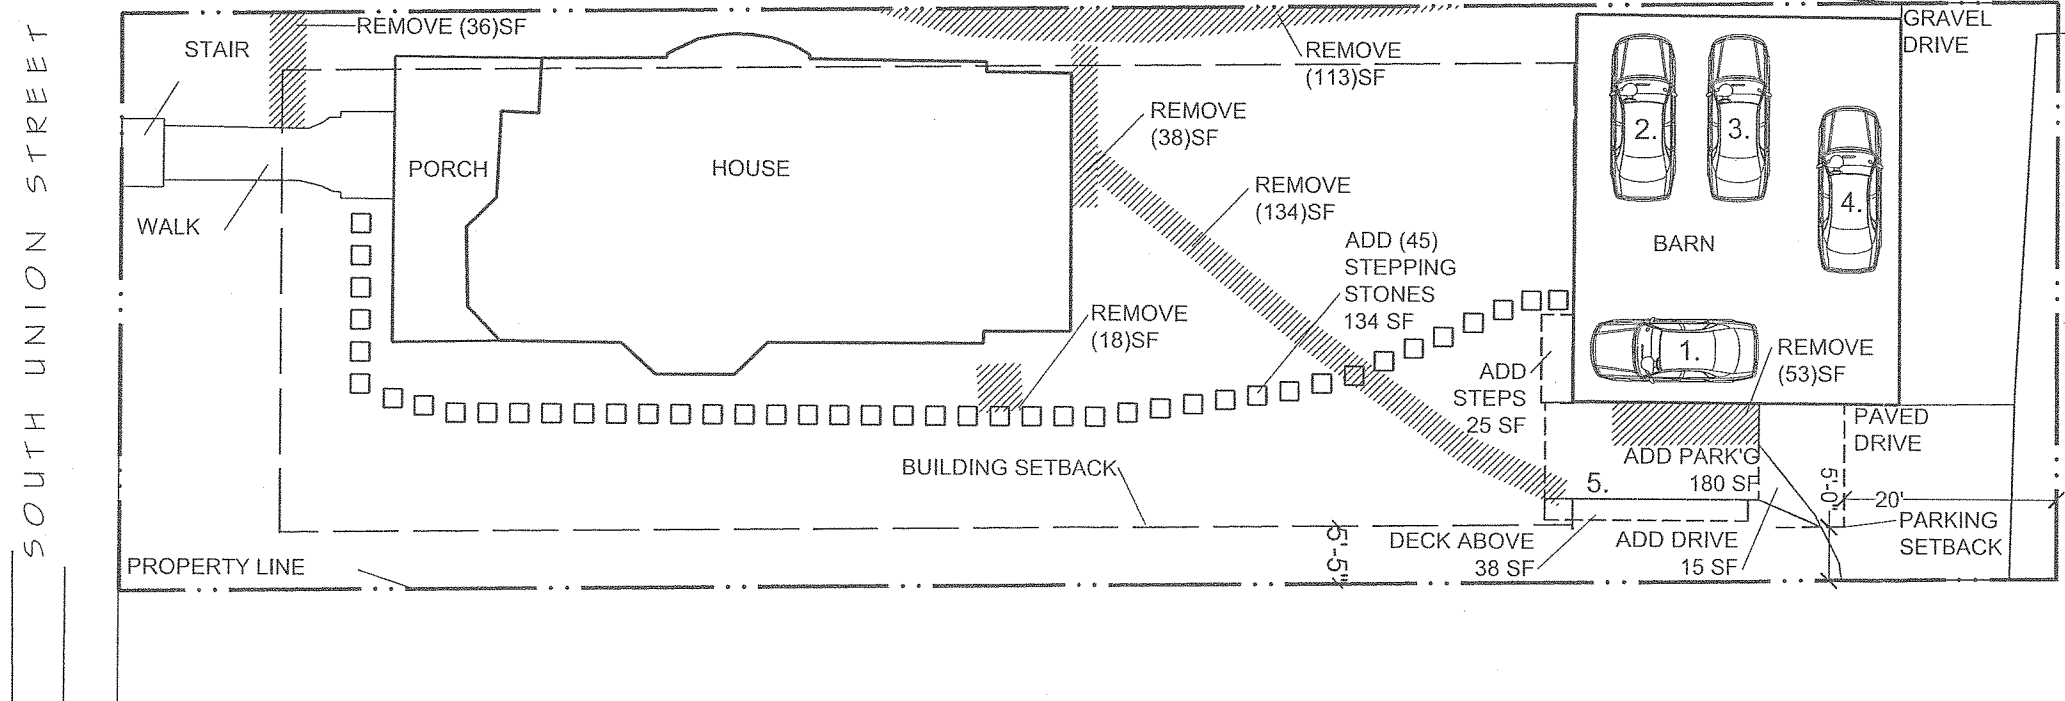 SOUTH UNION STREET
STAIR
REMOVE (36)SF
WALK
PORCH
HOUSE
REMOVE
(113)SF
REMOVE
(38)SF
REMOVE
(134)SF
ADD (45)
STEPPING
STONES
134 SF
REMOVE
(18)SF
GRAVEL
DRIVE
2.
3.
4.
BARN
1.
REMOVE
(53)SF
ADD
STEPS
25 SF
PAVED
DRIVE
ADD PARK'G
180 SF
5.
5'-0"
20'
PARKING
SETBACK
BUILDING SETBACK
5'-5"
DECK ABOVE
38 SF
ADD DRIVE
15 SF
PROPERTY LINE